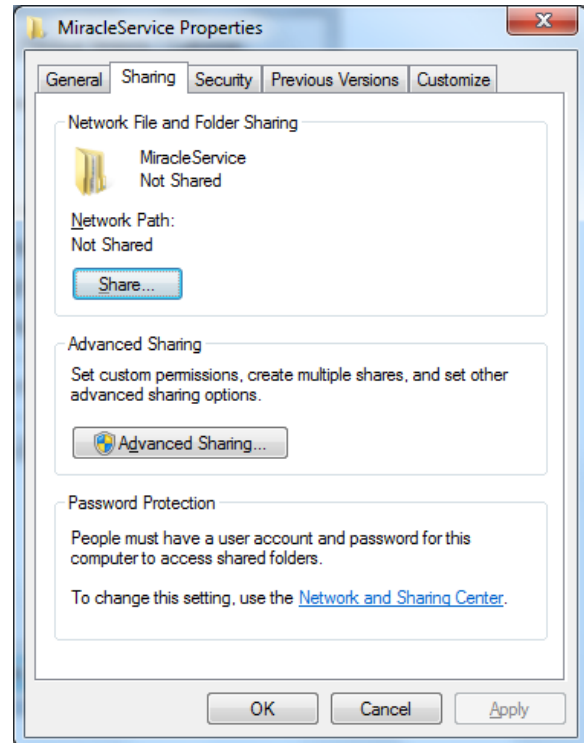 MiracleService Properties
General Sharing Security Previous Versions Customize
Network File and Folder Sharing
MiracleService
Not Shared
Network Path:
Not Shared
Share...
Advanced Sharing
Set custom permissions, create multiple shares, and set other
advanced sharing options.
Advanced Sharing...
Password Protection
People must have a user account and password for this
computer to access shared folders.
To change this setting, use the Network and Sharing Center.
OK Cancel Apply